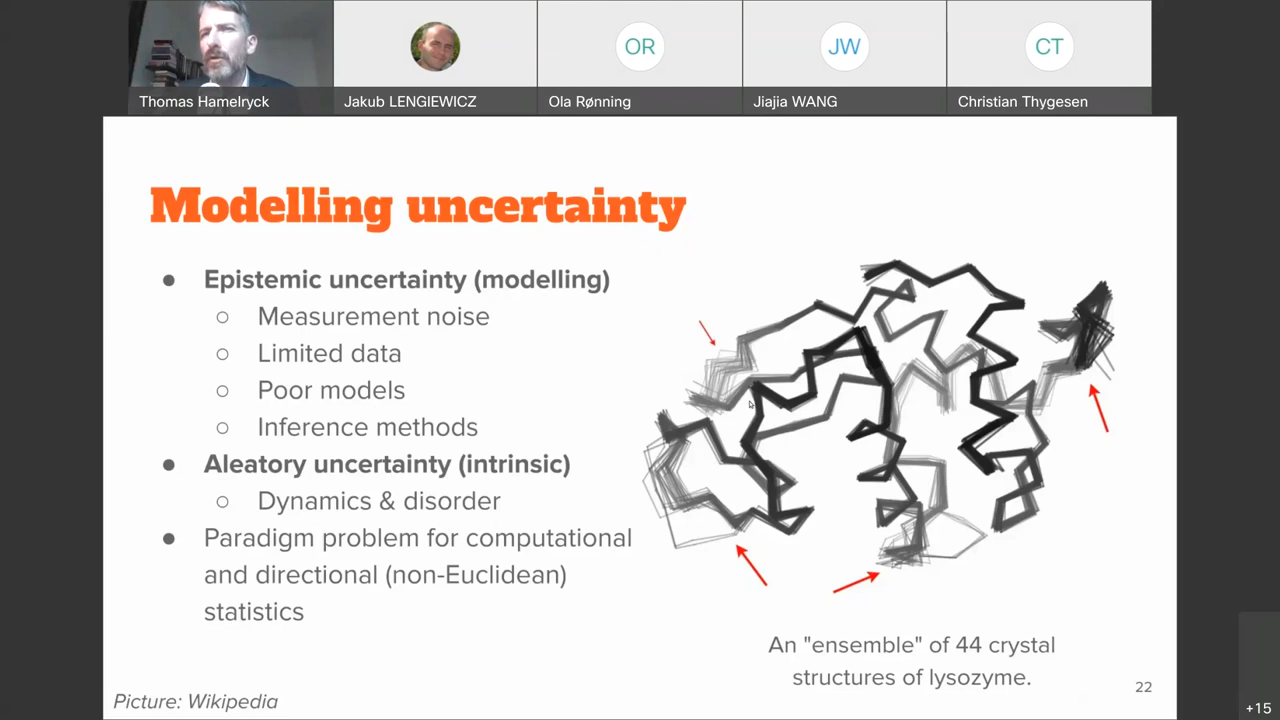 OR
JW
CT
Thomas Hamelryck
Jakub LENGIEWICZ
Ola Rønning
Jiajia WANG
Christian Thygesen
Modelling uncertainty
● Epistemic uncertainty (modelling)
○ Measurement noise
○ Limited data
○ Poor models
○ Inference methods
● Aleatory uncertainty (intrinsic)
○ Dynamics & disorder
● Paradigm problem for computational
and directional (non-Euclidean)
statistics
An "ensemble" of 44 crystal
structures of lysozyme.
Picture: Wikipedia
22
+15